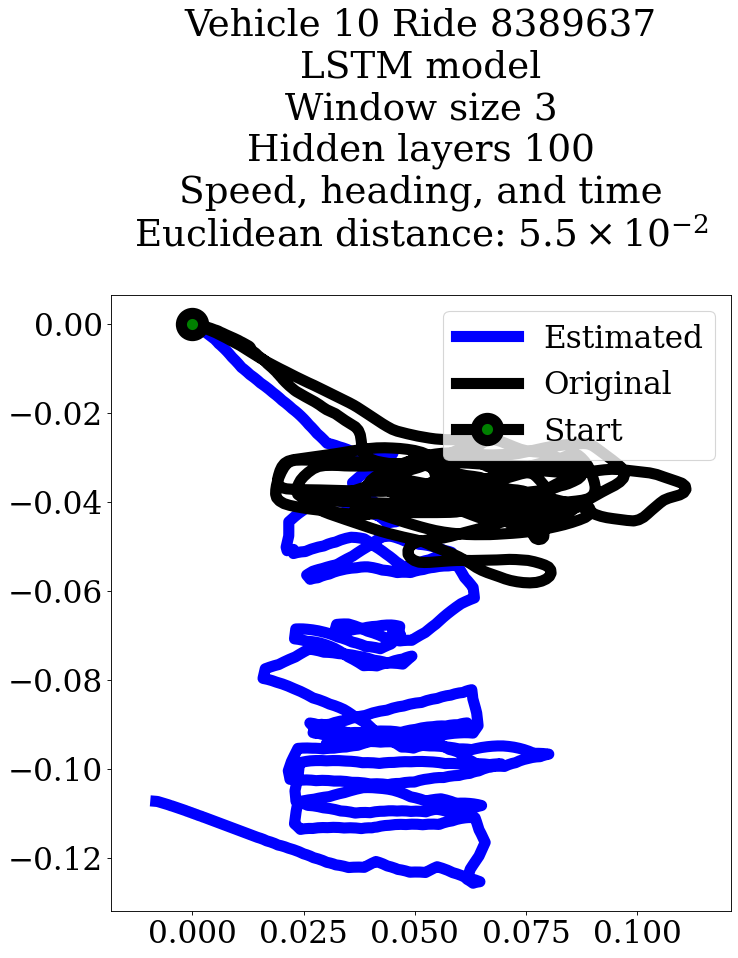 Vehicle 10 Ride 8389637
LSTM model
Window size 3
Hidden layers 100
Speed, heading, and time
Euclidean distance: 5.5 × 10⁻²
Estimated
Original
Start
0.00
−0.02
−0.04
−0.06
−0.08
−0.10
−0.12
0.000 0.025 0.050 0.075 0.100